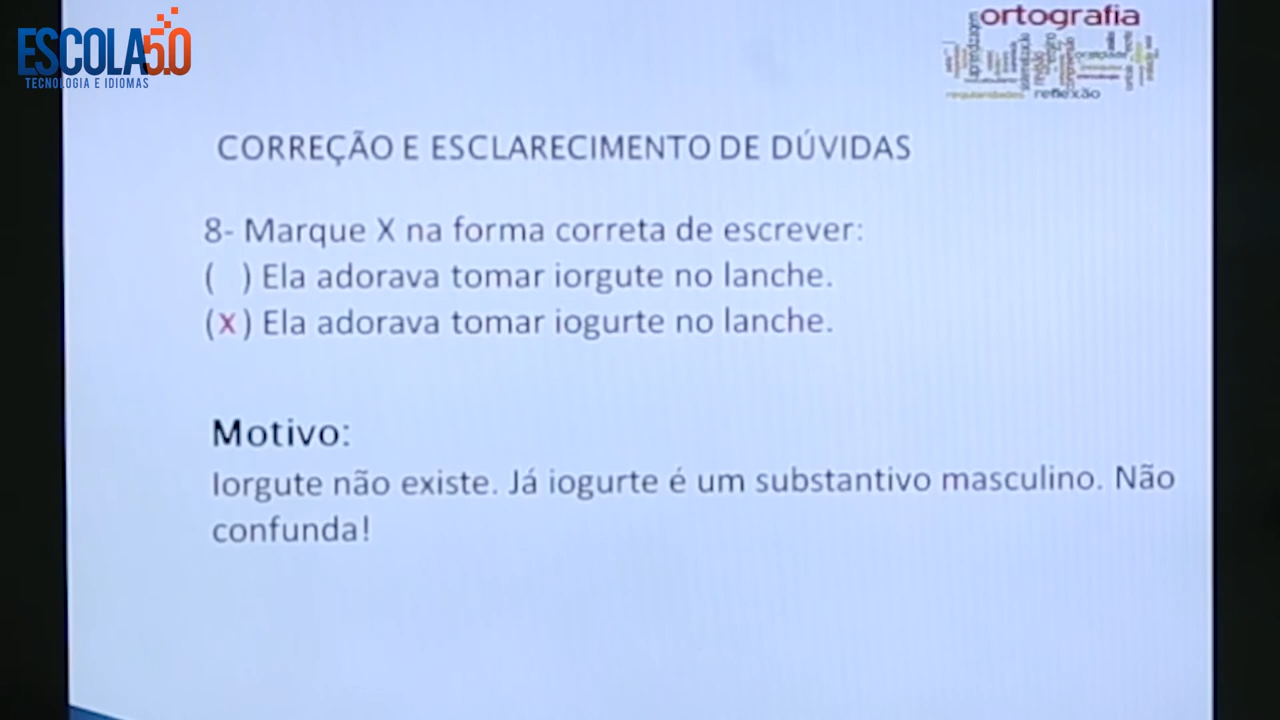 ESCOLA5.0
TECNOLOGIA E IDIOMAS
ortografia
aprendizagem
regularidades
reflexão
CORREÇÃO E ESCLARECIMENTO DE DÚVIDAS
8- Marque X na forma correta de escrever:
( ) Ela adorava tomar iorgute no lanche.
(x) Ela adorava tomar iogurte no lanche.
Motivo:
Iorgute não existe. Já iogurte é um substantivo masculino. Não
confunda!